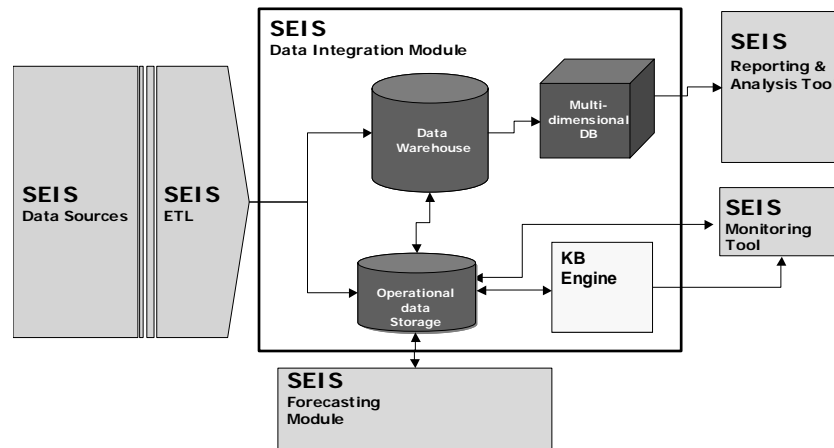 SEIS
Data Integration Module
SEIS
Reporting &
Analysis Tool
Multi-
dimensional
DB
Data
Warehouse
SEIS
Data Sources
SEIS
ETL
SEIS
Monitoring
Tool
KB
Engine
Operational
data
Storage
SEIS
Forecasting
Module